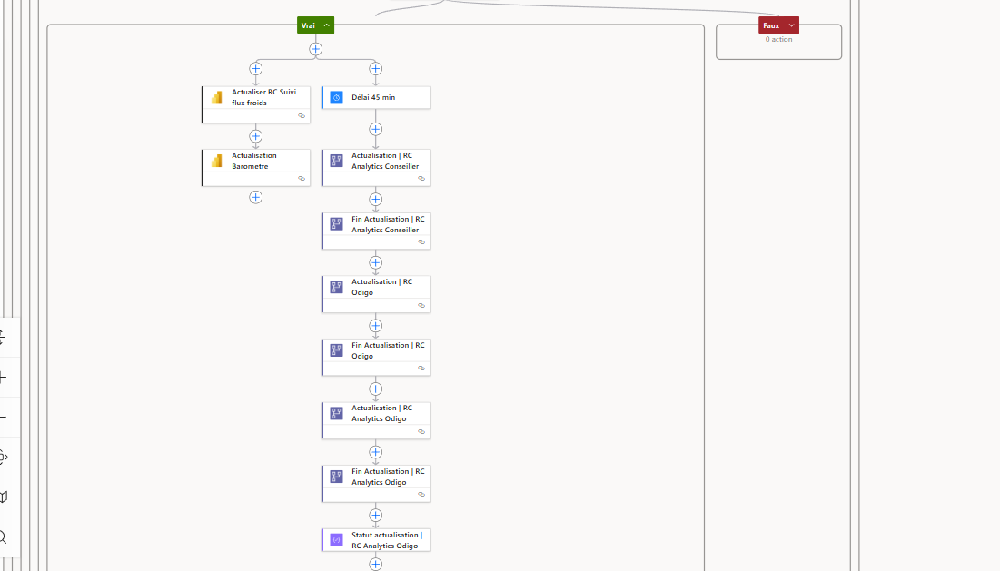 Vrai
Faux
0 action
Actualiser RC Suivi
flux froids
Délai 45 min
Actualisation
Barometre
Actualisation | RC
Analytics Conseiller
Fin Actualisation | RC
Analytics Conseiller
Actualisation | RC
Odigo
Fin Actualisation | RC
Odigo
Actualisation | RC
Analytics Odigo
Fin Actualisation | RC
Analytics Odigo
Statut actualisation |
RC Analytics Odigo